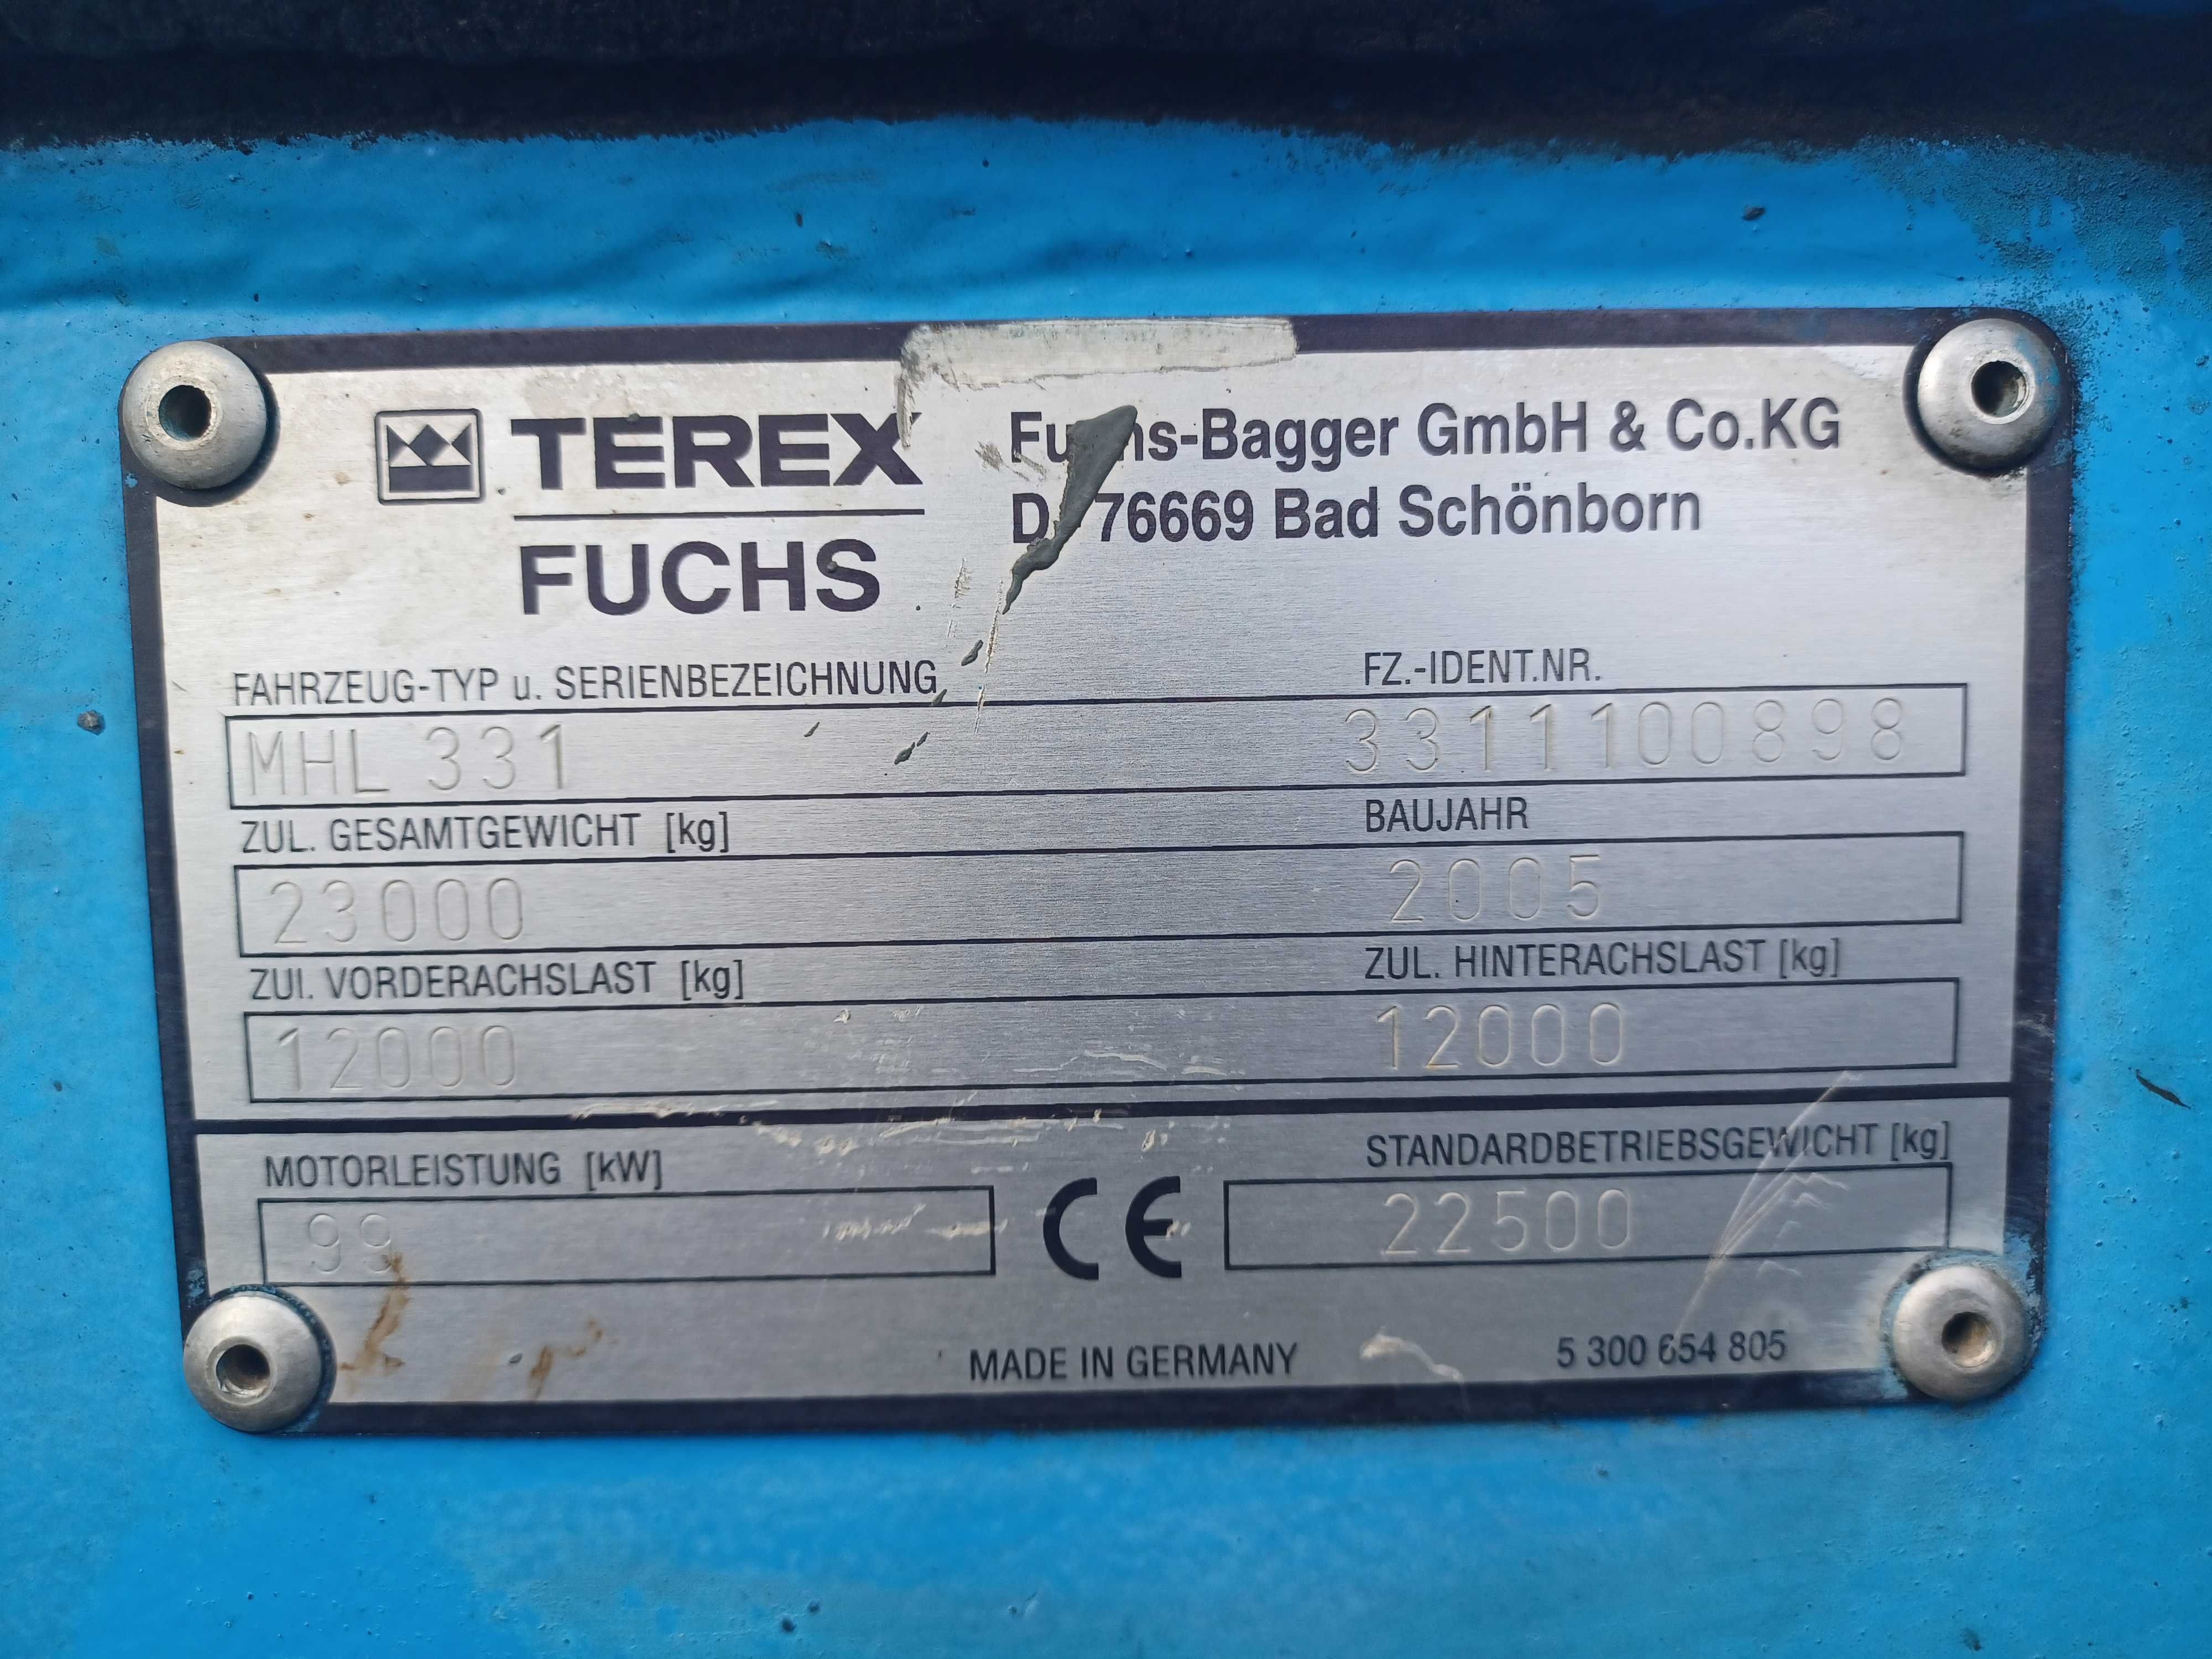 TEREX
FUCHS
Fuchs-Bagger GmbH & Co.KG
D- 76669 Bad Schönborn
FAHRZEUG-TYP u. SERIENBEZEICHNUNG
FZ.-IDENT.NR.
MHL 331
3311100898
ZUL. GESAMTGEWICHT [kg]
BAUJAHR
23000
2005
ZUl. VORDERACHSLAST [kg]
ZUL. HINTERACHSLAST [kg]
12000
12000
MOTORLEISTUNG [kW]
STANDARDBETRIEBSGEWICHT [kg]
99
CE
22500
MADE IN GERMANY
5 300 654 805